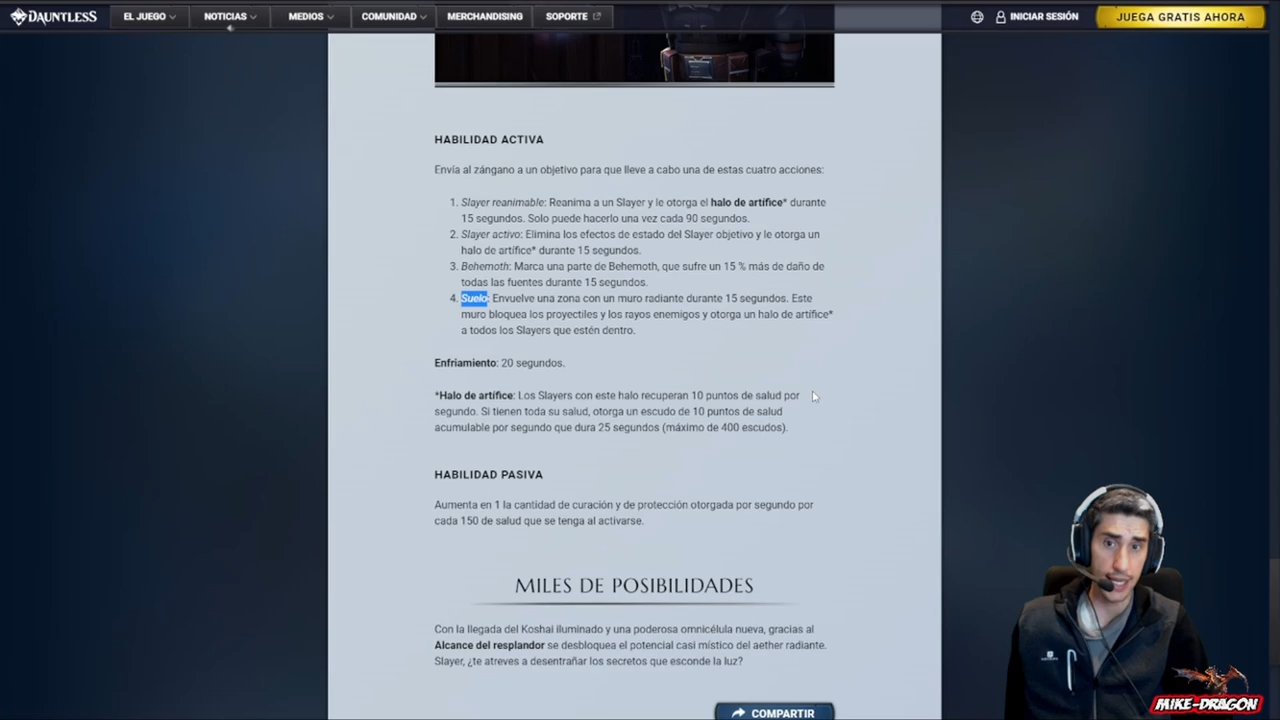 DAUNTLESS
EL JUEGO
NOTICIAS
MEDIOS
COMUNIDAD
MERCHANDISING
SOPORTE
INICIAR SESIÓN
JUEGA GRATIS AHORA
HABILIDAD ACTIVA
Envía al zángano a un objetivo para que lleve a cabo una de estas cuatro acciones:
1. Slayer reanimable: Reanima a un Slayer y le otorga el halo de artífice* durante
15 segundos. Solo puede hacerlo una vez cada 90 segundos.
2. Slayer activo: Elimina los efectos de estado del Slayer objetivo y le otorga un
halo de artífice* durante 15 segundos.
3. Behemoth: Marca una parte de Behemoth, que sufre un 15 % más de daño de
todas las fuentes durante 15 segundos.
4. Suelo: Envuelve una zona con un muro radiante durante 15 segundos. Este
muro bloquea los proyectiles y los rayos enemigos y otorga un halo de artífice*
a todos los Slayers que estén dentro.
Enfriamiento: 20 segundos.
*Halo de artífice: Los Slayers con este halo recuperan 10 puntos de salud por
segundo. Si tienen toda su salud, otorga un escudo de 10 puntos de salud
acumulable por segundo que dura 25 segundos (máximo de 400 escudos).
HABILIDAD PASIVA
Aumenta en 1 la cantidad de curación y de protección otorgada por segundo por
cada 150 de salud que se tenga al activarse.
MILES DE POSIBILIDADES
Con la llegada del Koshai iluminado y una poderosa omnicélula nueva, gracias al
Alcance del resplandor se desbloquea el potencial casi místico del aether radiante.
Slayer, ¿te atreves a desentrañar los secretos que esconde la luz?
COMPARTIR
MIKE-DRAGON